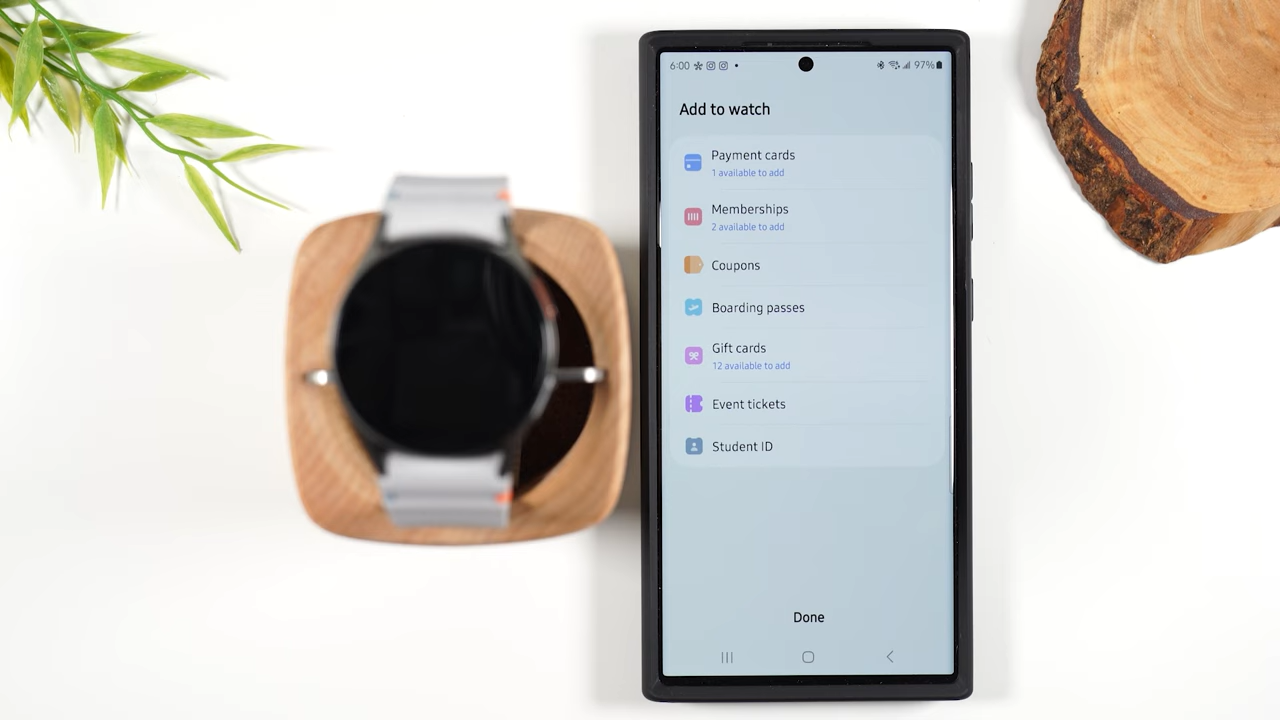 6:00 97%
Add to watch
Payment cards
1 available to add
Memberships
2 available to add
Coupons
Boarding passes
Gift cards
12 available to add
Event tickets
Student ID
Done